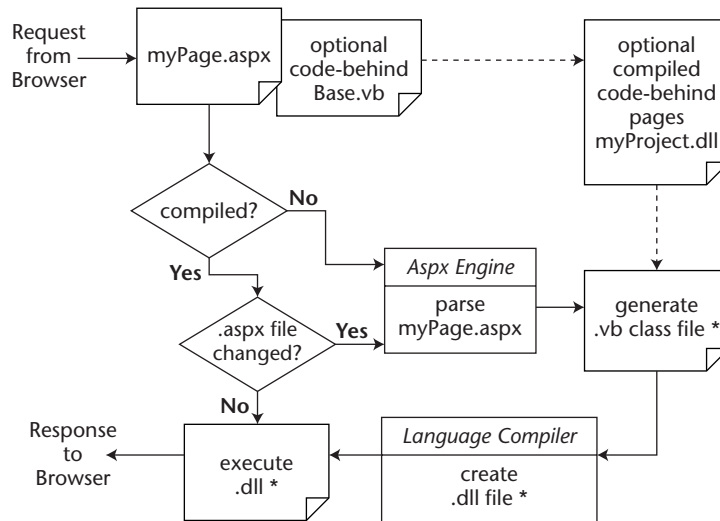 Request
from
Browser
myPage.aspx
optional
code-behind
Base.vb
optional
compiled
code-behind
pages
myProject.dll
compiled?
No
Yes
Aspx Engine
parse
myPage.aspx
generate
.vb class file *
.aspx file
changed?
Yes
No
Response
to
Browser
execute
.dll *
Language Compiler
create
.dll file *